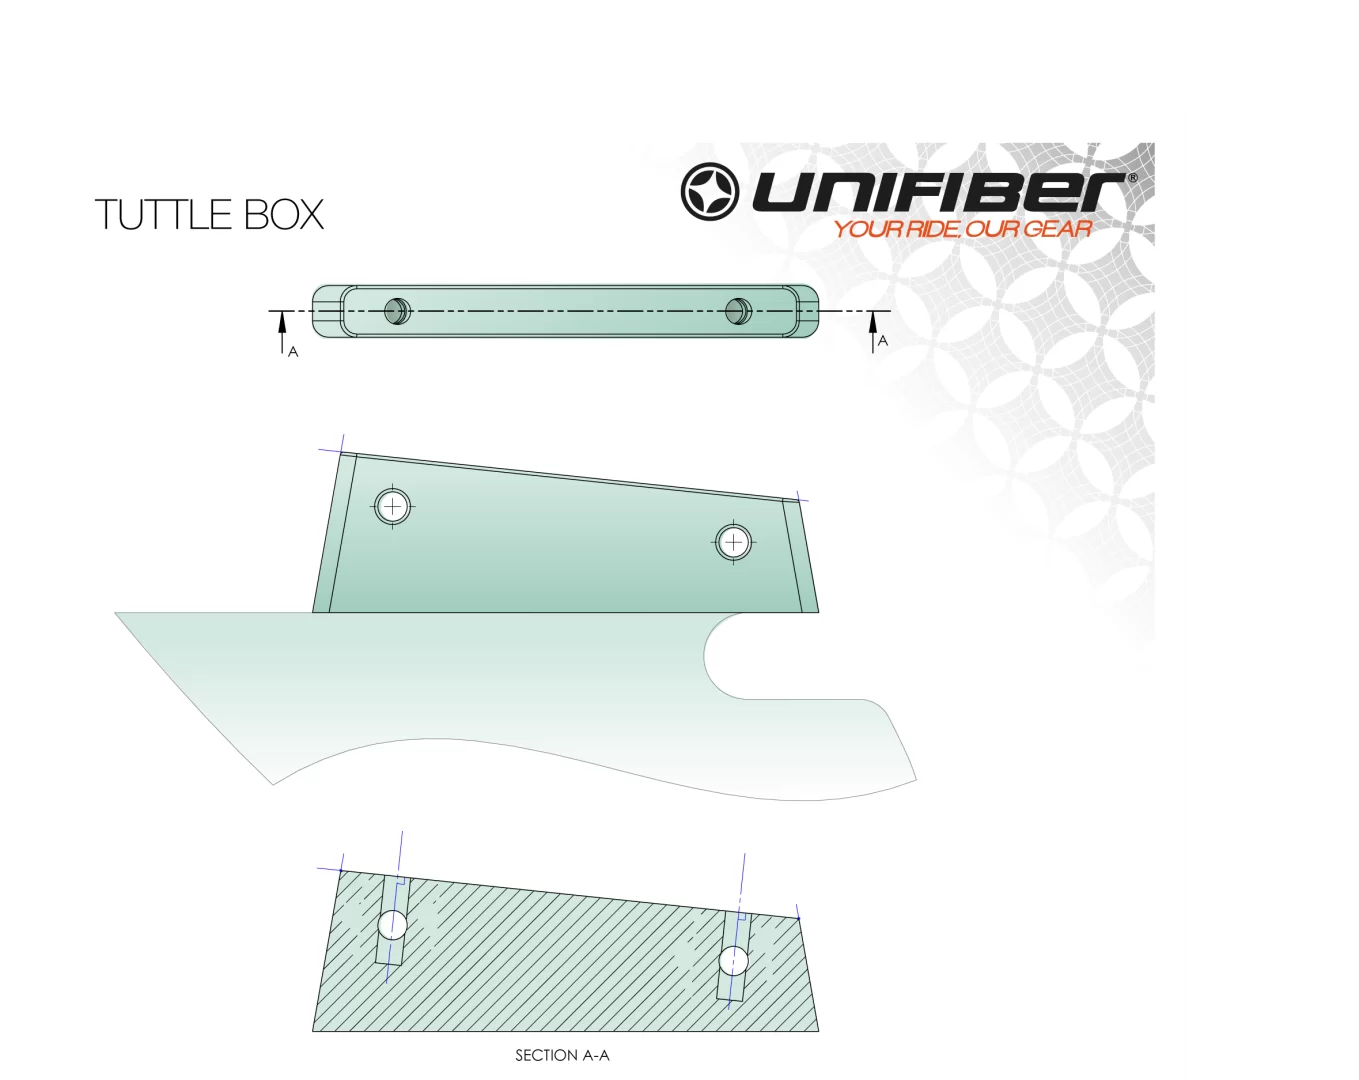 UNIFIBER®
TUTTLE BOX
YOUR RIDE, OUR GEAR
A
A
SECTION A-A